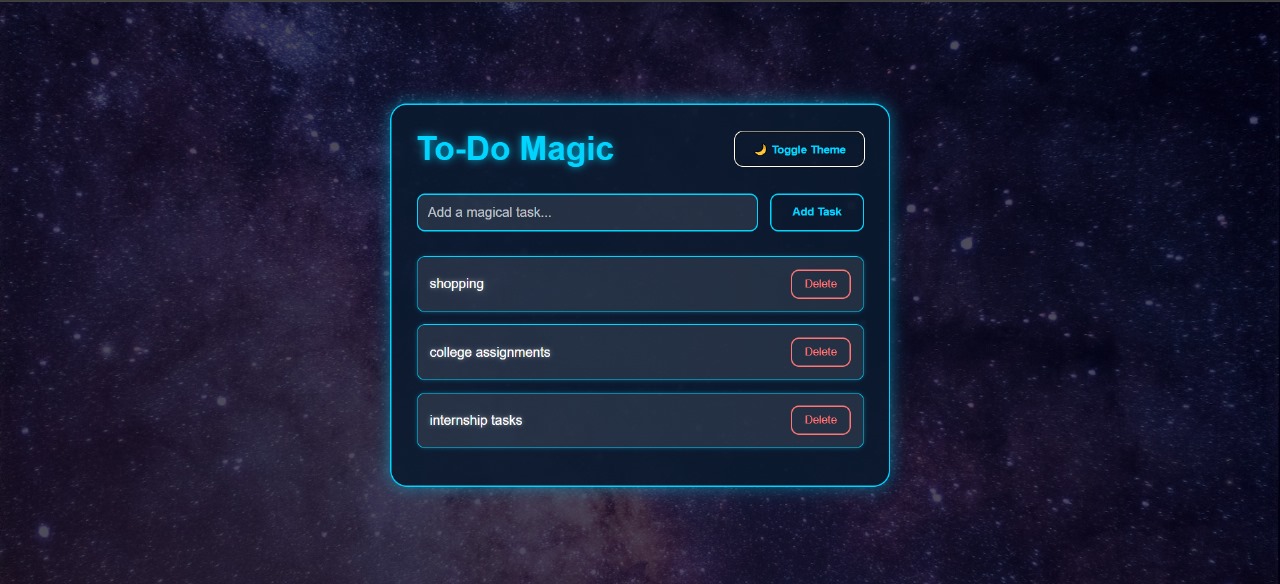 To-Do Magic
🌙 Toggle Theme
Add a magical task...
Add Task
shopping
Delete
college assignments
Delete
internship tasks
Delete